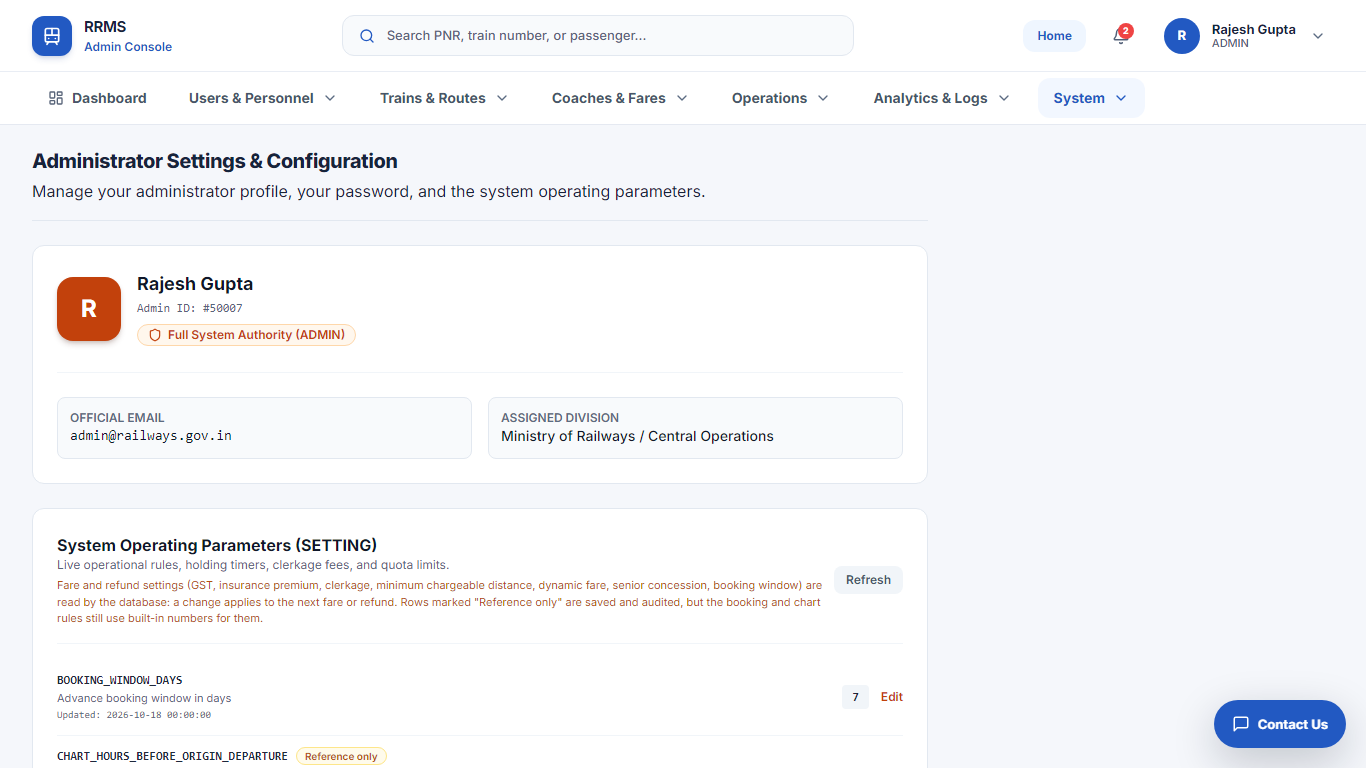 RRMS
Admin Console
Search PNR, train number, or passenger...
Home
2
R
Rajesh Gupta
ADMIN
Dashboard
Users & Personnel
Trains & Routes
Coaches & Fares
Operations
Analytics & Logs
System
Administrator Settings & Configuration
Manage your administrator profile, your password, and the system operating parameters.
R
Rajesh Gupta
Admin ID: #50007
Full System Authority (ADMIN)
OFFICIAL EMAIL
admin@railways.gov.in
ASSIGNED DIVISION
Ministry of Railways / Central Operations
System Operating Parameters (SETTING)
Live operational rules, holding timers, clerkage fees, and quota limits.
Fare and refund settings (GST, insurance premium, clerkage, minimum chargeable distance, dynamic fare, senior concession, booking window) are
read by the database: a change applies to the next fare or refund. Rows marked "Reference only" are saved and audited, but the booking and chart
rules still use built-in numbers for them.
Refresh
BOOKING_WINDOW_DAYS
Advance booking window in days
Updated: 2026-10-18 00:00:00
7
Edit
CHART_HOURS_BEFORE_ORIGIN_DEPARTURE
Reference only
Contact Us